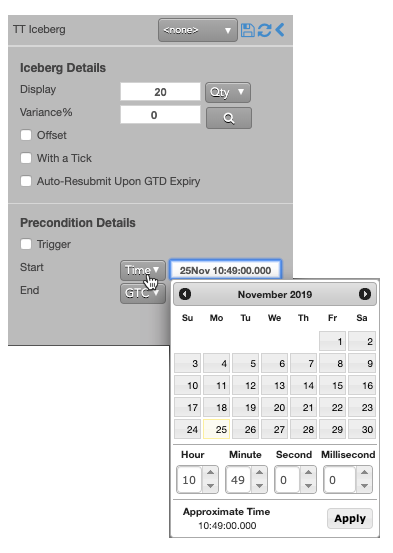 TT Iceberg <none>
Iceberg Details
Display 20 Qty
Variance% 0
Offset
With a Tick
Auto-Resubmit Upon GTD Expiry
Precondition Details
Trigger
Start Time 25Nov 10:49:00.000
End GTC
November 2019
Su Mo Tu We Th Fr Sa
1 2
3 4 5 6 7 8 9
10 11 12 13 14 15 16
17 18 19 20 21 22 23
24 25 26 27 28 29 30
Hour Minute Second Millisecond
10 49 0 0
Approximate Time
10:49:00.000
Apply